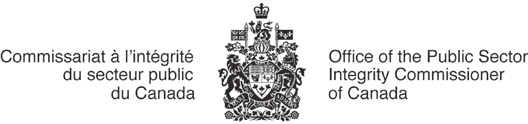 Commissariat à l'intégrité
du secteur public
du Canada
Office of the Public Sector
Integrity Commissioner
of Canada